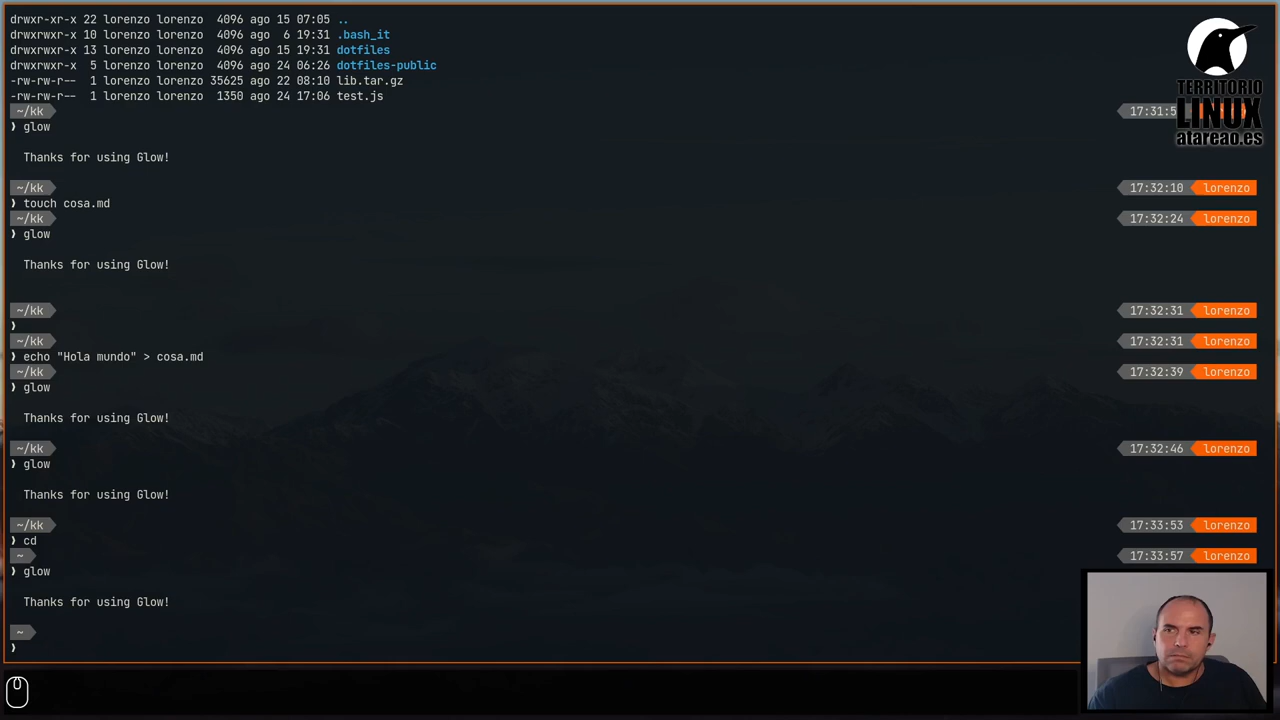 drwxr-xr-x 22 lorenzo lorenzo  4096 ago 15 07:05 ..
drwxrwxr-x 10 lorenzo lorenzo  4096 ago  6 19:31 .bash_it
drwxrwxr-x 13 lorenzo lorenzo  4096 ago 15 19:31 dotfiles
drwxrwxr-x  5 lorenzo lorenzo  4096 ago 24 06:26 dotfiles-public
-rw-rw-r--  1 lorenzo lorenzo 35625 ago 22 08:10 lib.tar.gz
-rw-rw-r--  1 lorenzo lorenzo  1350 ago 24 17:06 test.js
TERRITORIO
LINUX
atareao.es
~/kk 17:31:5
❯ glow
Thanks for using Glow!
~/kk 17:32:10 lorenzo
❯ touch cosa.md
~/kk 17:32:24 lorenzo
❯ glow
Thanks for using Glow!
~/kk 17:32:31 lorenzo
❯
~/kk 17:32:31 lorenzo
❯ echo "Hola mundo" > cosa.md
~/kk 17:32:39 lorenzo
❯ glow
Thanks for using Glow!
~/kk 17:32:46 lorenzo
❯ glow
Thanks for using Glow!
~/kk 17:33:53 lorenzo
❯ cd
~ 17:33:57 lorenzo
❯ glow
Thanks for using Glow!
~
❯